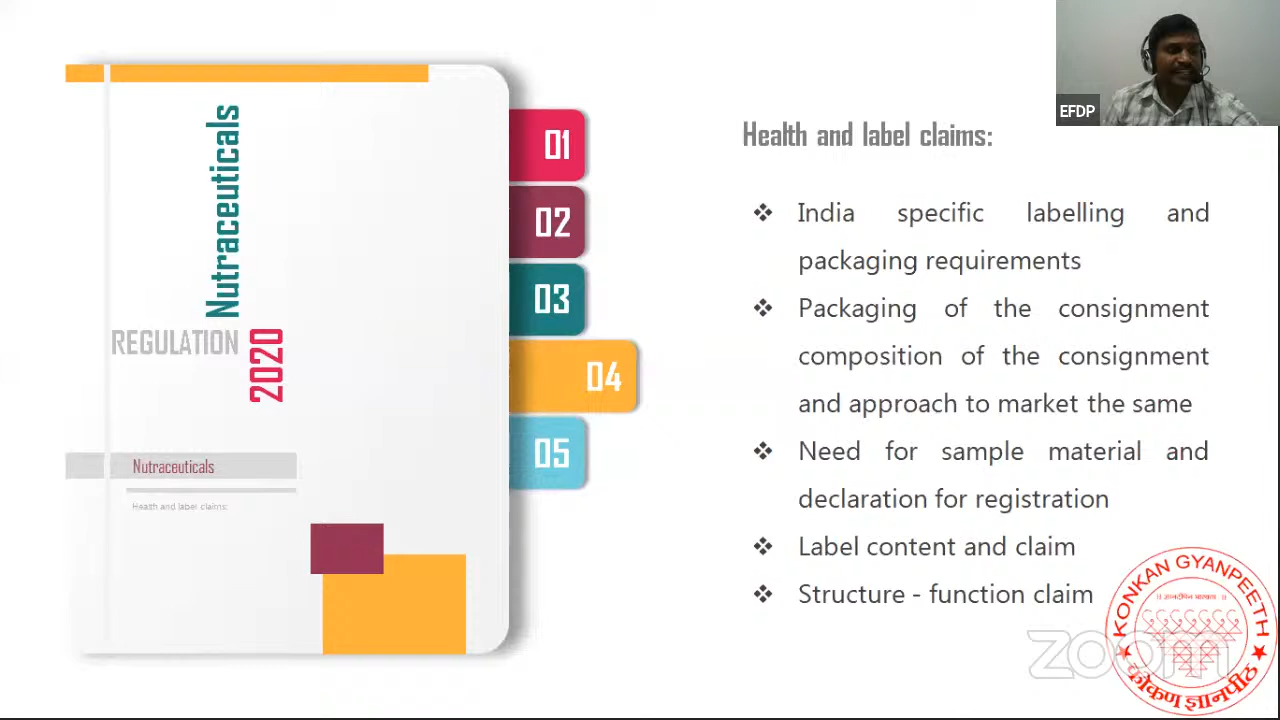 EFDP
Nutraceuticals
REGULATION
2020
Nutraceuticals
Health and label claims:
01
02
03
04
05
Health and label claims:
❖ India specific labelling and
packaging requirements
❖ Packaging of the consignment
composition of the consignment
and approach to market the same
❖ Need for sample material and
declaration for registration
❖ Label content and claim
❖ Structure - function claim
zoom
KONKAN GYANPEETH
कोकण ज्ञानपीठ